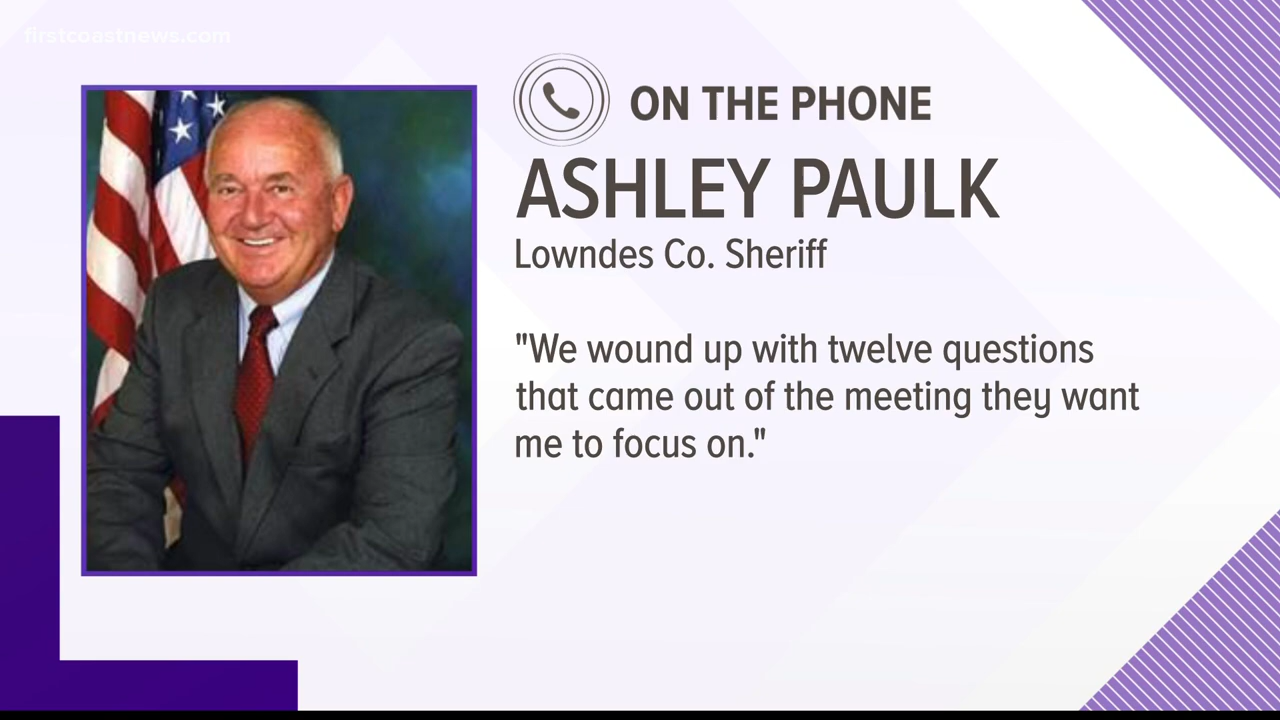 firstcoastnews.com
ON THE PHONE
ASHLEY PAULK
Lowndes Co. Sheriff
"We wound up with twelve questions
that came out of the meeting they want
me to focus on."